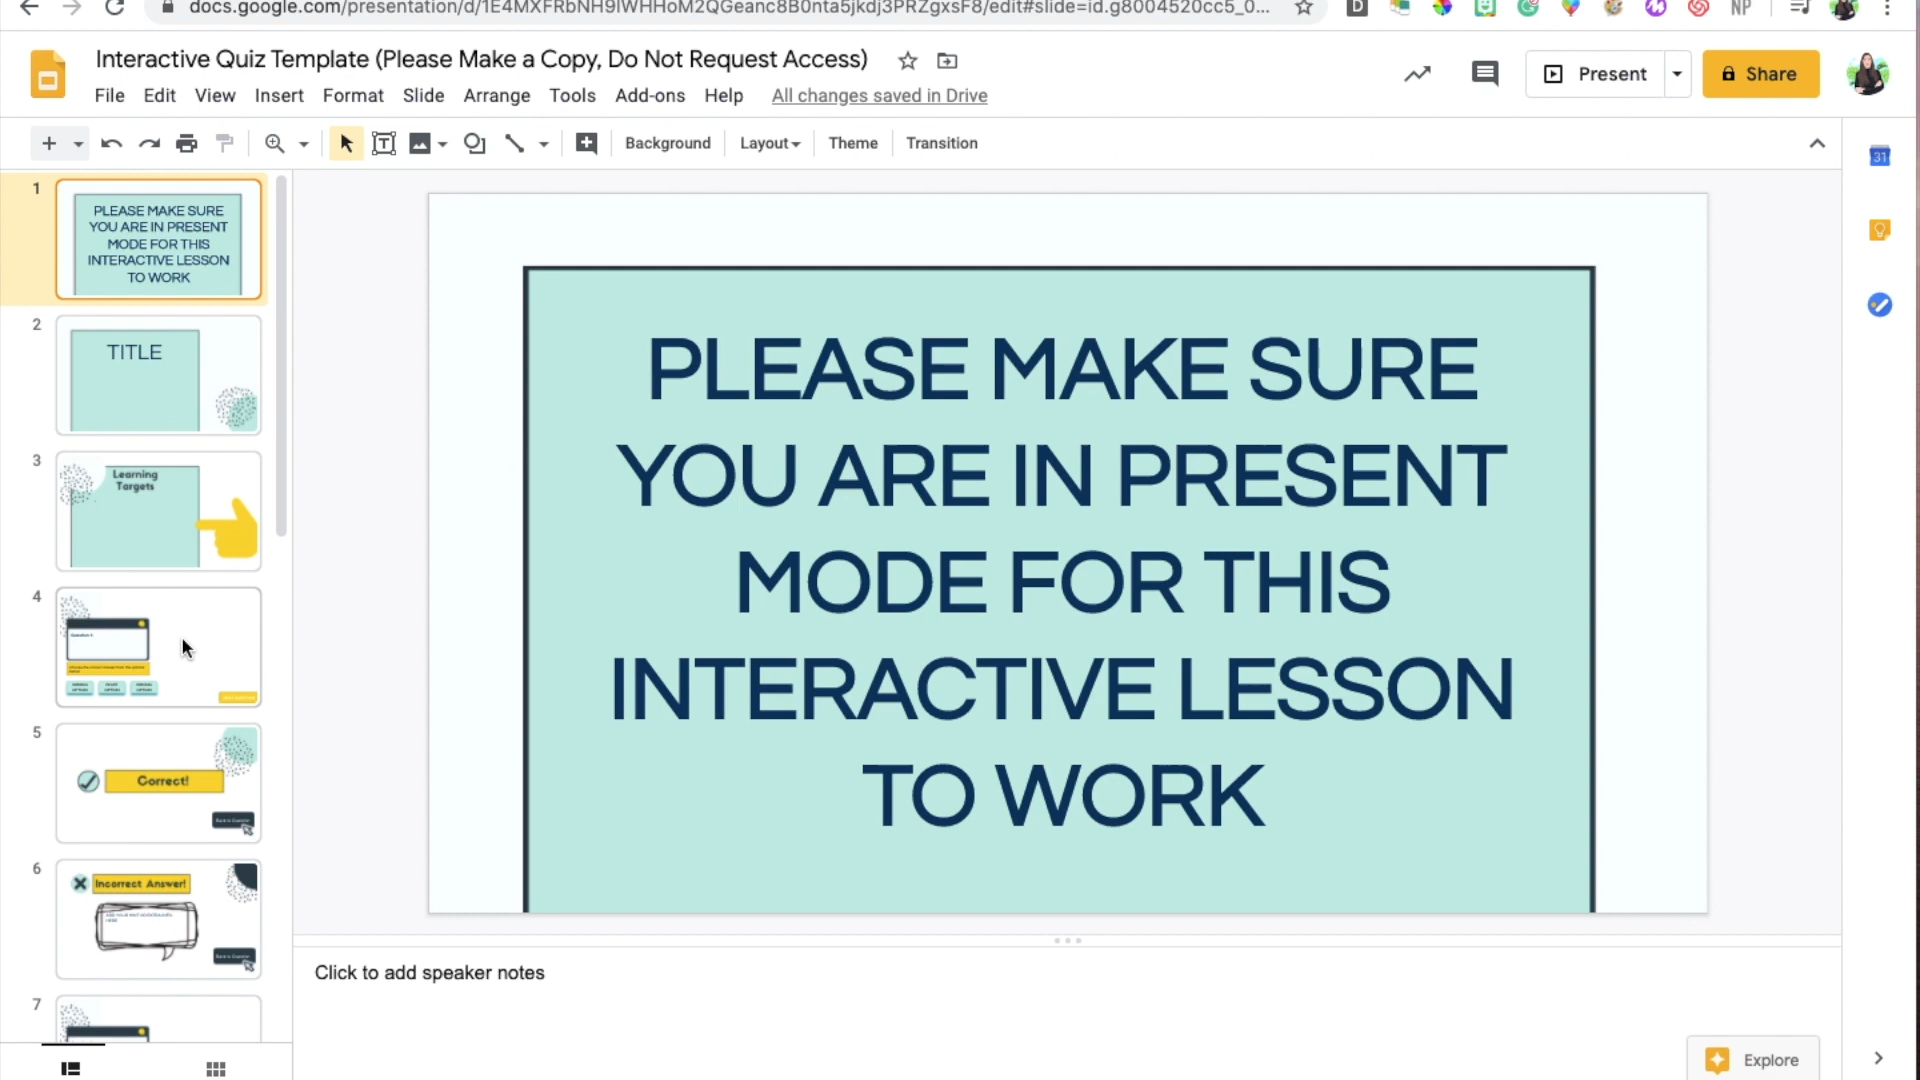 docs.google.com/presentation/d/1E4MXFRbNH9IWHHoM2QGeanc8B0nta5jkdj3PRZgxsF8/edit#slide=id.g8004520cc5_0...
D
NP
Interactive Quiz Template (Please Make a Copy, Do Not Request Access)
Present
Share
File Edit View Insert Format Slide Arrange Tools Add-ons Help All changes saved in Drive
Background Layout Theme Transition
31
1
PLEASE MAKE SURE
YOU ARE IN PRESENT
MODE FOR THIS
INTERACTIVE LESSON
TO WORK
2
TITLE
3
Learning
Targets
4
5
Correct!
6
Incorrect Answer!
7
PLEASE MAKE SURE
YOU ARE IN PRESENT
MODE FOR THIS
INTERACTIVE LESSON
TO WORK
Click to add speaker notes
Explore